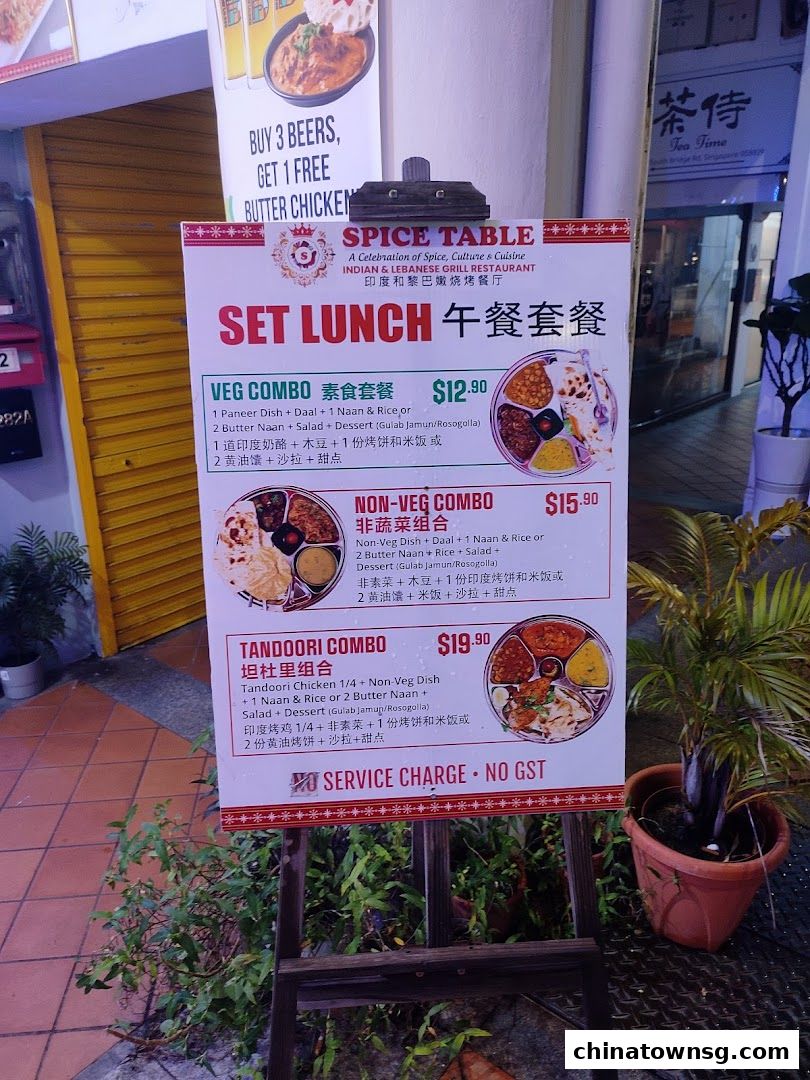 BUY 3 BEERS,
GET 1 FREE
BUTTER CHICKEN
茶侍
Tea Time
South Bridge Rd, Singapore 058829
2
282A
S
SPICE TABLE
A Celebration of Spice, Culture & Cuisine
INDIAN & LEBANESE GRILL RESTAURANT
印度和黎巴嫩烧烤餐厅
SET LUNCH 午餐套餐
VEG COMBO 素食套餐 $12.90
1 Paneer Dish + Daal + 1 Naan & Rice or
2 Butter Naan + Salad + Dessert (Gulab Jamun/Rosogolla)
1 道印度奶酪 + 木豆 + 1 份烤饼和米饭 或
2 黄油馕 + 沙拉 + 甜点
NON-VEG COMBO $15.90
非蔬菜组合
Non-Veg Dish + Daal + 1 Naan & Rice or
2 Butter Naan + Rice + Salad +
Dessert (Gulab Jamun/Rosogolla)
非素菜 + 木豆 + 1 份印度烤饼和米饭或
2 黄油馕 + 米饭 + 沙拉 + 甜点
TANDOORI COMBO $19.90
坦杜里组合
Tandoori Chicken 1/4 + Non-Veg Dish
+ 1 Naan & Rice or 2 Butter Naan +
Salad + Dessert (Gulab Jamun/Rosogolla)
印度烤鸡 1/4 + 非素菜 + 1 份烤饼和米饭或
2 份黄油烤饼 + 沙拉+甜点
NO SERVICE CHARGE • NO GST
chinatownsg.com